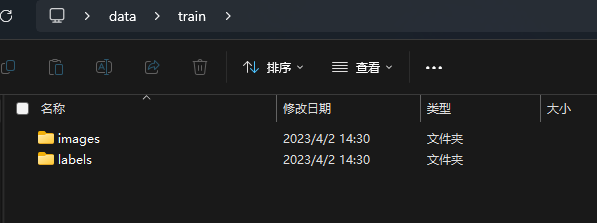 data > train >
排序 查看
名称 修改日期 类型 大小
images 2023/4/2 14:30 文件夹
labels 2023/4/2 14:30 文件夹